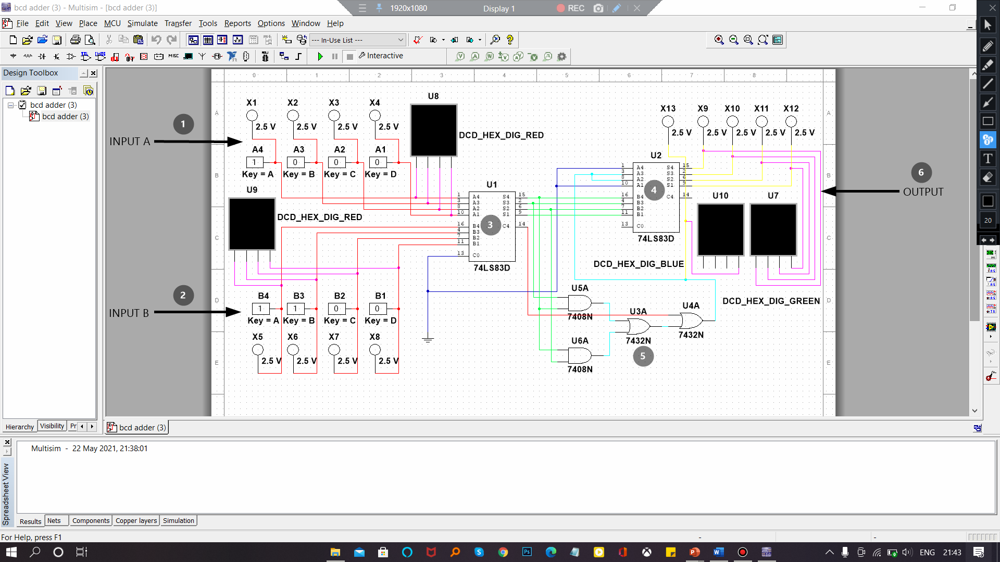 bcd adder (3) - Multisim - [bcd adder (3)]
1920x1080
Display 1
REC
File Edit View Place MCU Simulate Transfer Tools Reports Options Window Help
--- In-Use List ---
MISC
Interactive
Design Toolbox
bcd adder (3)
bcd adder (3)
0 1 2 3 4 5 6 7 8
A
B
C
D
E
A
B
C
D
E
1
INPUT A
2
INPUT B
X1 X2 X3 X4
2.5 V 2.5 V 2.5 V 2.5 V
A4 A3 A2 A1
1 0 0 0
Key = A Key = B Key = C Key = D
U8
DCD_HEX_DIG_RED
U9
DCD_HEX_DIG_RED
B4 B3 B2 B1
1 1 0 0
Key = A Key = B Key = C Key = D
X5 X6 X7 X8
2.5 V 2.5 V 2.5 V 2.5 V
U1
1 A4 S4 15
3 A3 S3 2
8 A2 S2 6
10 A1 S1 9
16 B4 C4 14
4 B3
7 B2
11 B1
13 C0
3
74LS83D
X13 X9 X10 X11 X12
2.5 V 2.5 V 2.5 V 2.5 V 2.5 V
U2
1 A4 S4 15
3 A3 S3 2
8 A2 S2 6
10 A1 S1 9
16 B4 C4 14
4 B3
7 B2
11 B1
13 C0
4
74LS83D
U10 U7
DCD_HEX_DIG_BLUE
DCD_HEX_DIG_GREEN
6
OUTPUT
U5A
7408N
U6A
7408N
U3A
7432N
5
U4A
7432N
T
20
Hierarchy Visibility Pr
bcd adder (3)
Multisim - 22 May 2021, 21:38:01
Spreadsheet View
Results Nets Components Copper layers Simulation
For Help, press F1
- -
ENG 21:43